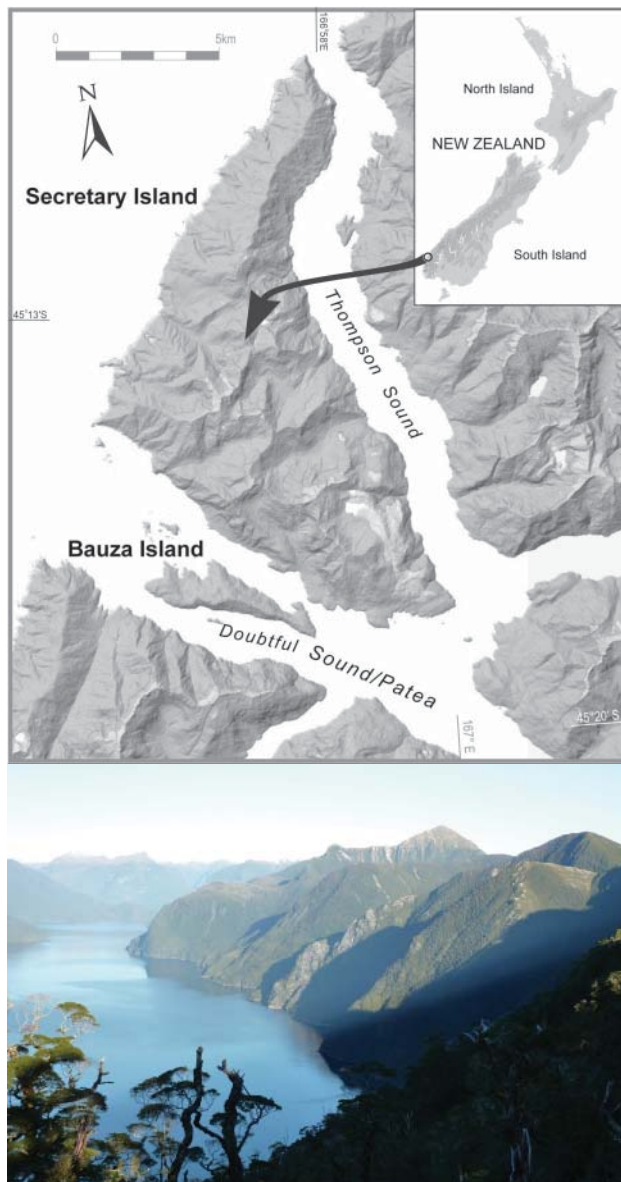 0
5km
166°58'E
N
North Island
NEW ZEALAND
South Island
Secretary Island
45°13'S
Thompson Sound
Bauza Island
Doubtful Sound/Patea
167° E
45°20' S